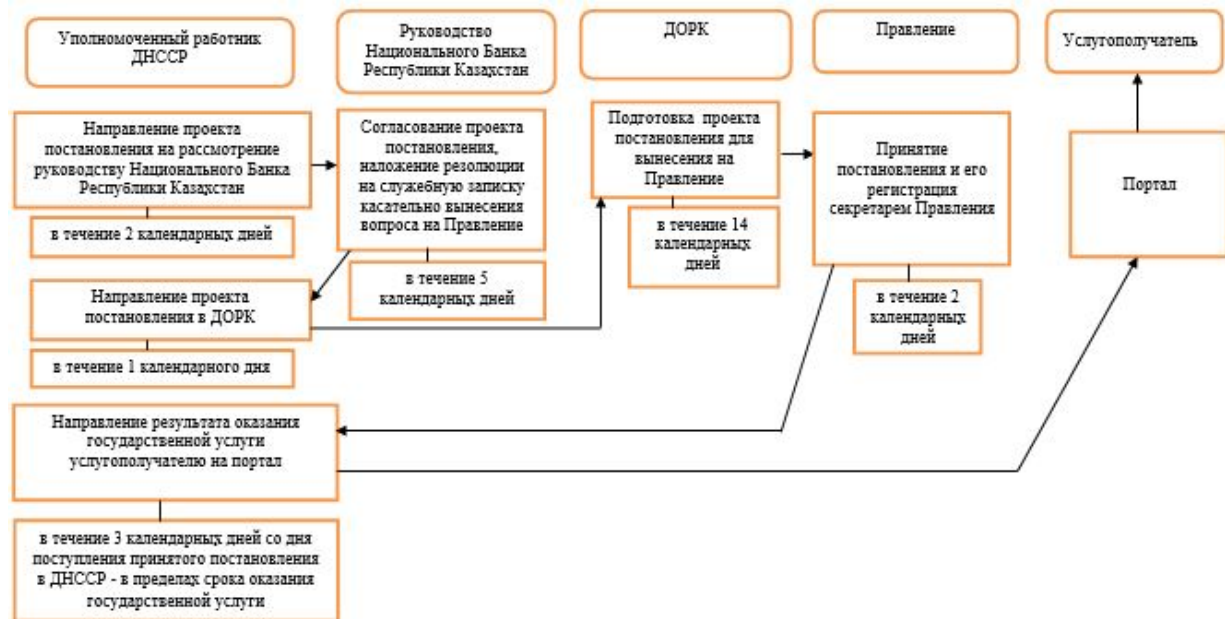 Уполномоченный работник
ДНССР
Руководство
Национального Банка
Республики Казахстан
ДОРК
Правление
Услугополучатель
Направление проекта
постановления на рассмотрение
руководству Национального Банка
Республики Казахстан
в течение 2 календарных дней
Согласование проекта
постановления,
наложение резолюции
на служебную записку
касательно вынесения
вопроса на Правление
в течение 5
календарных дней
Подготовка проекта
постановления для
вынесения на
Правление
в течение 14
календарных
дней
Принятие
постановления и его
регистрация
секретарем Правления
в течение 2
календарных
дней
Портал
Направление проекта
постановления в ДОРК
в течение 1 календарного дня
Направление результата оказания
государственной услуги
услугополучателю на портал
в течение 3 календарных дней со дня
поступления принятого постановления
в ДНССР - в пределах срока оказания
государственной услуги